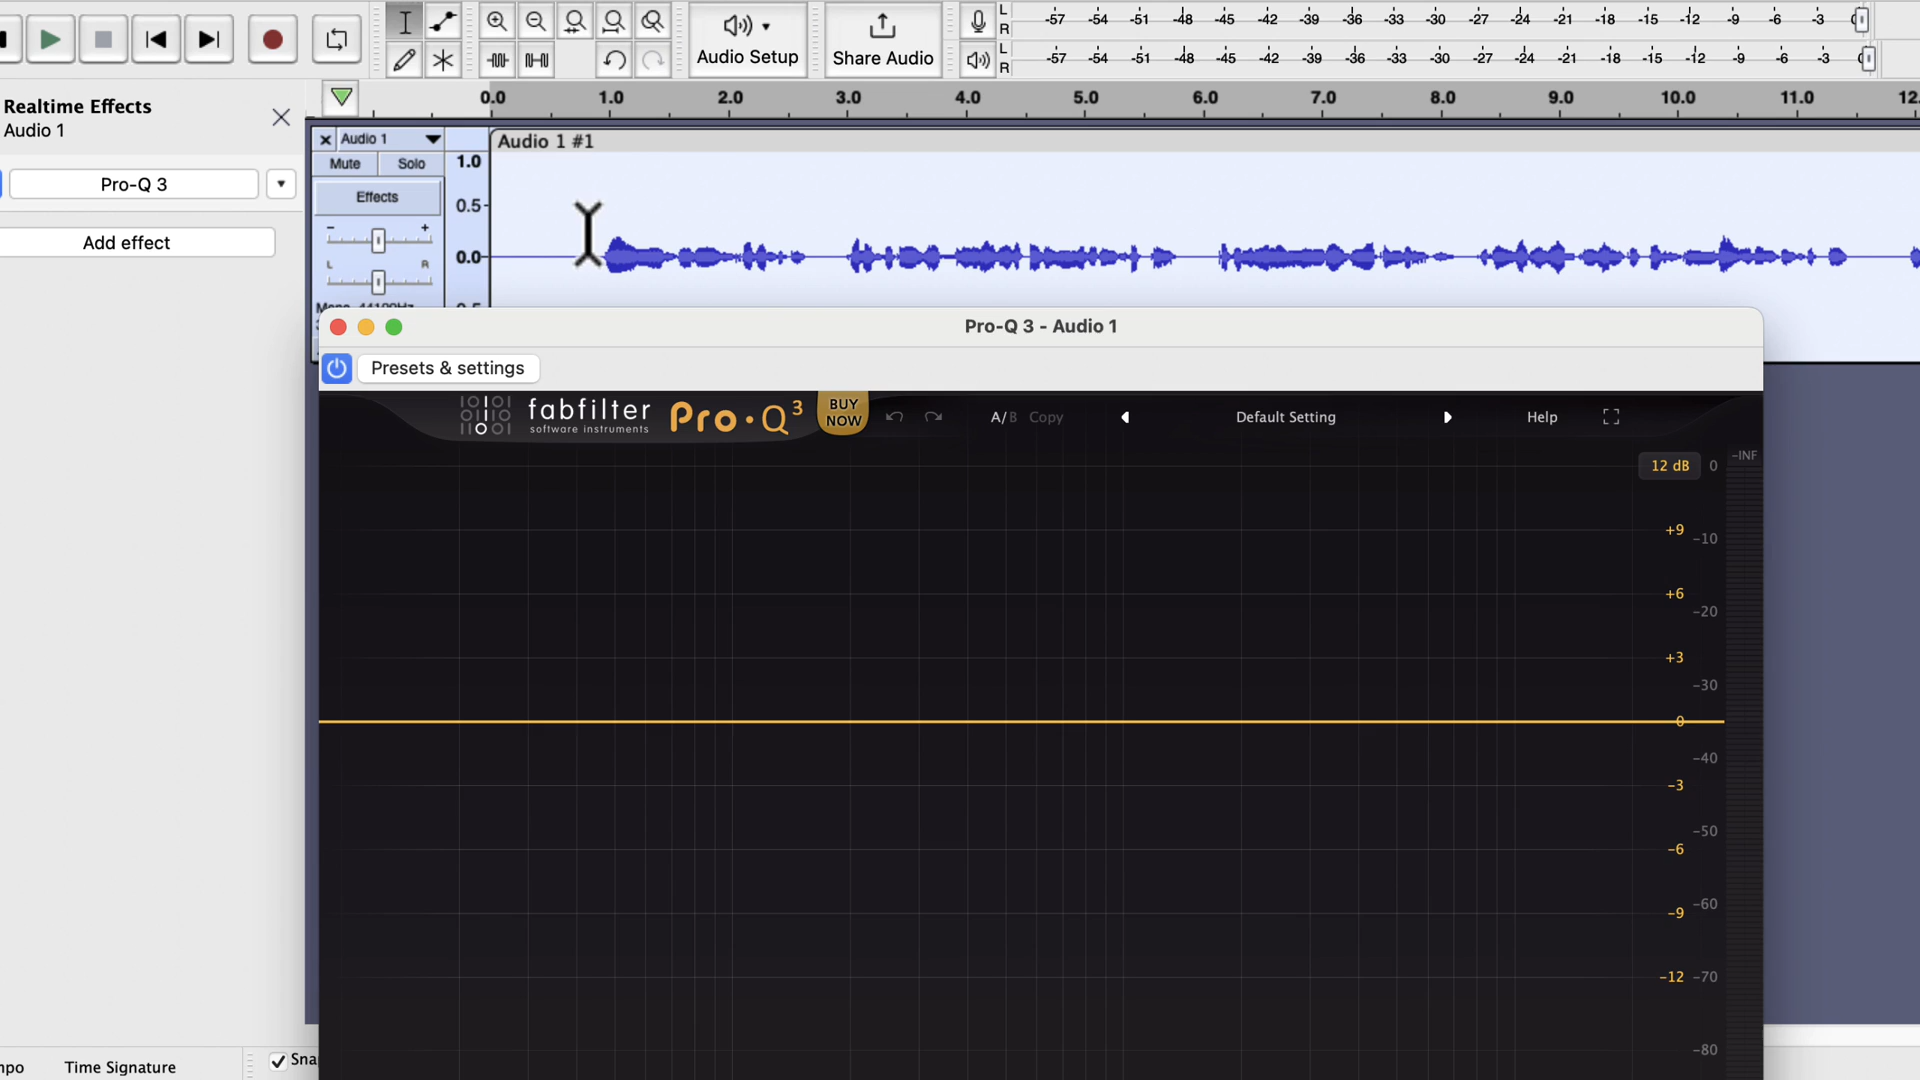 Audio Setup
Share Audio
L
R
-57 -54 -51 -48 -45 -42 -39 -36 -33 -30 -27 -24 -21 -18 -15 -12 -9 -6 -3
L
R
-57 -54 -51 -48 -45 -42 -39 -36 -33 -30 -27 -24 -21 -18 -15 -12 -9 -6 -3
Realtime Effects
Audio 1
0.0 1.0 2.0 3.0 4.0 5.0 6.0 7.0 8.0 9.0 10.0 11.0 12.
Audio 1
Audio 1 #1
Mute Solo
1.0
Pro-Q 3
Effects
0.5
- +
Add effect
0.0
L R
Pro-Q 3 - Audio 1
Presets & settings
fabfilter
software instruments
Pro·Q 3
BUY
NOW
A/B Copy
Default Setting
Help
12 dB 0 -INF
+9 -10
+6 -20
+3 -30
0
-3 -40
-50
-6
-9 -60
-12 -70
-80
Time Signature